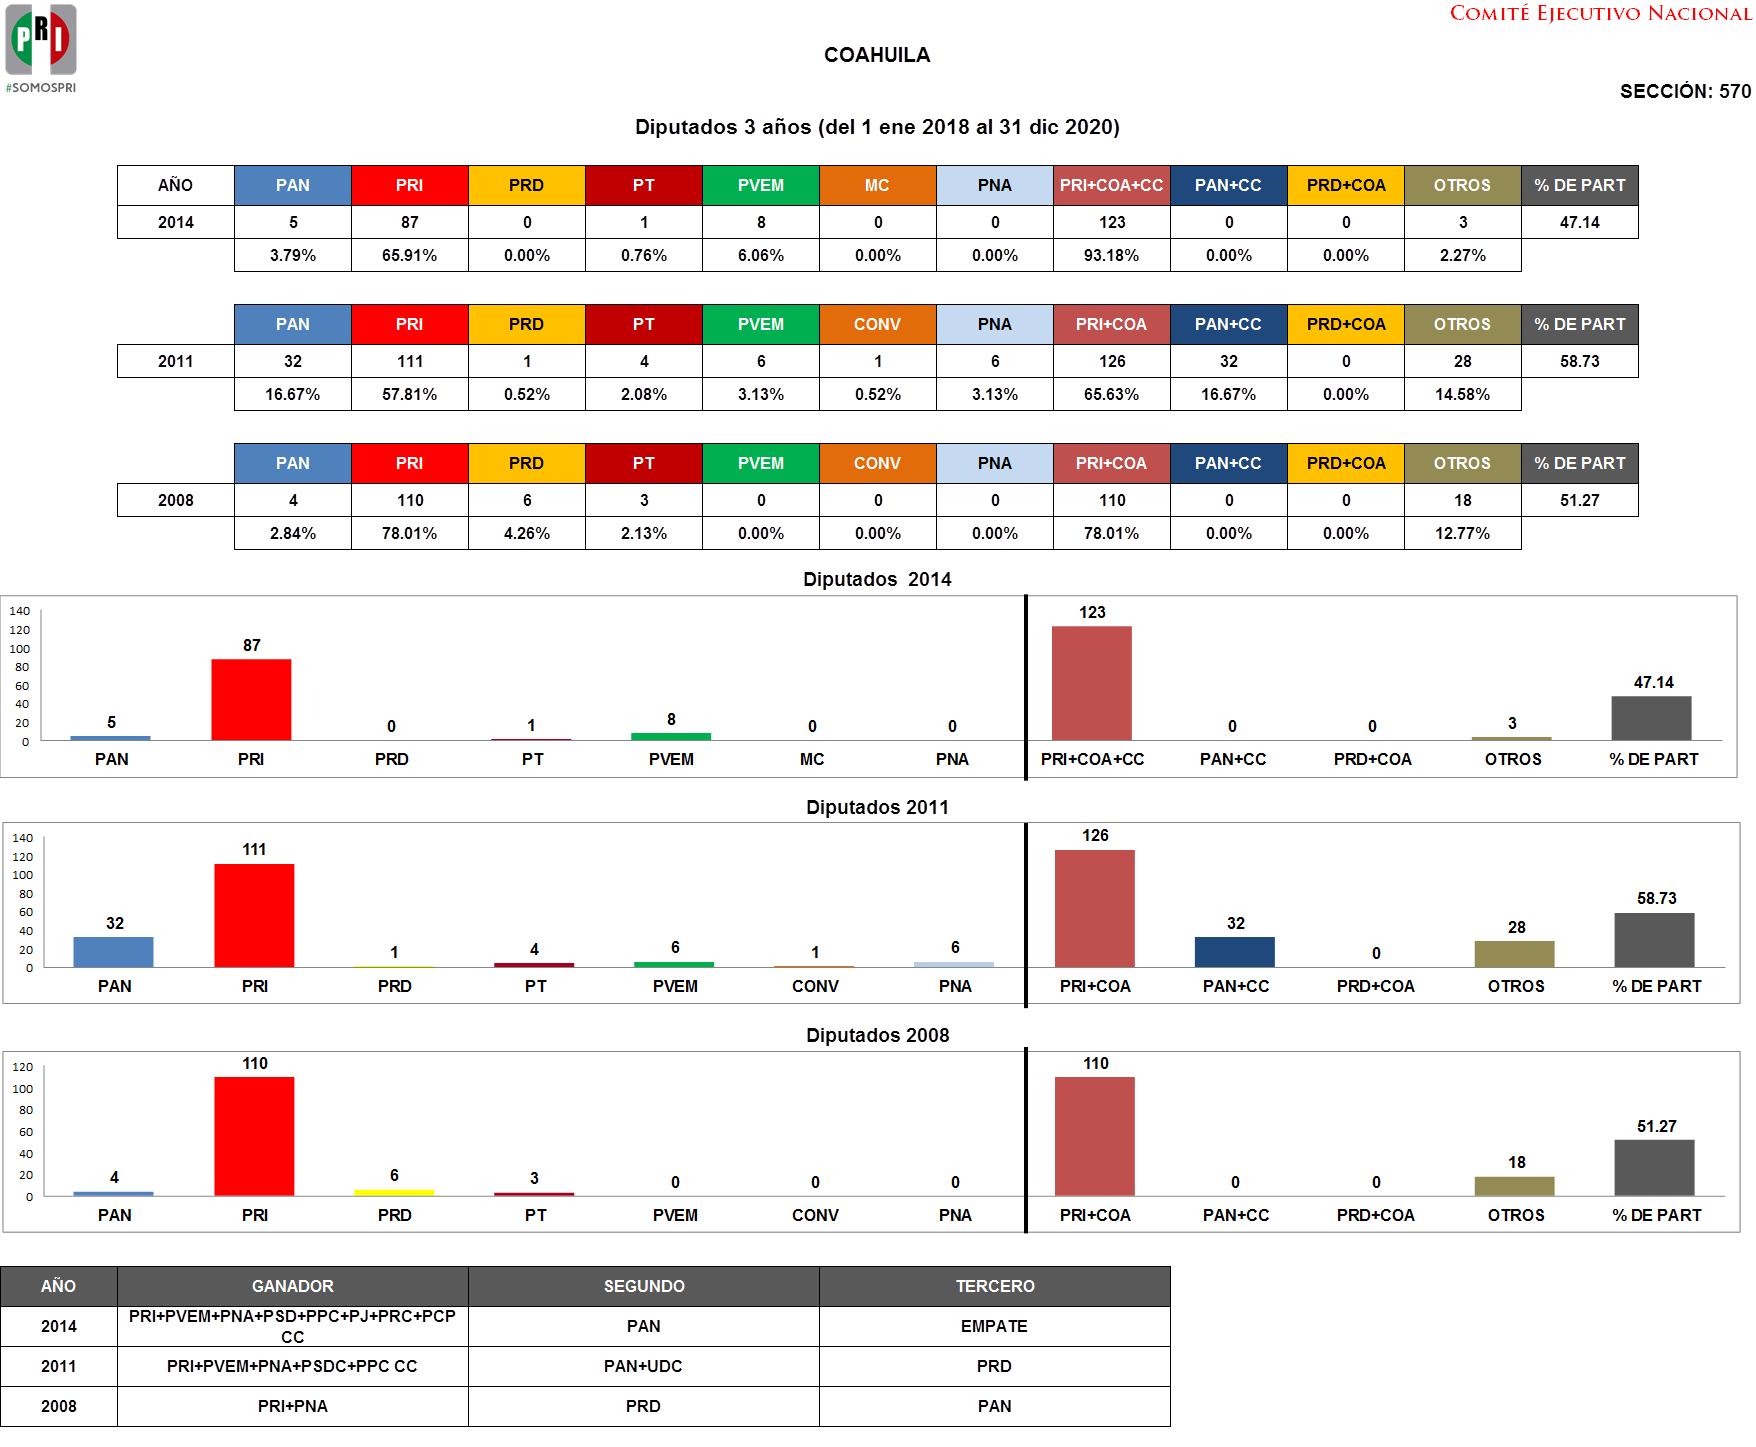 PRI
#SOMOSPRI
COMITÉ EJECUTIVO NACIONAL
COAHUILA
SECCIÓN: 570
Diputados 3 años (del 1 ene 2018 al 31 dic 2020)
AÑO PAN PRI PRD PT PVEM MC PNA PRI+COA+CC PAN+CC PRD+COA OTROS % DE PART
2014 5 87 0 1 8 0 0 123 0 0 3 47.14
3.79% 65.91% 0.00% 0.76% 6.06% 0.00% 0.00% 93.18% 0.00% 0.00% 2.27%
PAN PRI PRD PT PVEM CONV PNA PRI+COA PAN+CC PRD+COA OTROS % DE PART
2011 32 111 1 4 6 1 6 126 32 0 28 58.73
16.67% 57.81% 0.52% 2.08% 3.13% 0.52% 3.13% 65.63% 16.67% 0.00% 14.58%
PAN PRI PRD PT PVEM CONV PNA PRI+COA PAN+CC PRD+COA OTROS % DE PART
2008 4 110 6 3 0 0 0 110 0 0 18 51.27
2.84% 78.01% 4.26% 2.13% 0.00% 0.00% 0.00% 78.01% 0.00% 0.00% 12.77%
Diputados 2014
140
120
100
80
60
40
20
0
5 87 0 1 8 0 0 123 0 0 3 47.14
PAN PRI PRD PT PVEM MC PNA PRI+COA+CC PAN+CC PRD+COA OTROS % DE PART
Diputados 2011
140
120
100
80
60
40
20
0
32 111 1 4 6 1 6 126 32 0 28 58.73
PAN PRI PRD PT PVEM CONV PNA PRI+COA PAN+CC PRD+COA OTROS % DE PART
Diputados 2008
120
100
80
60
40
20
0
4 110 6 3 0 0 0 110 0 0 18 51.27
PAN PRI PRD PT PVEM CONV PNA PRI+COA PAN+CC PRD+COA OTROS % DE PART
AÑO GANADOR SEGUNDO TERCERO
2014 PRI+PVEM+PNA+PSD+PPC+PJ+PRC+PCP CC PAN EMPATE
2011 PRI+PVEM+PNA+PSDC+PPC CC PAN+UDC PRD
2008 PRI+PNA PRD PAN